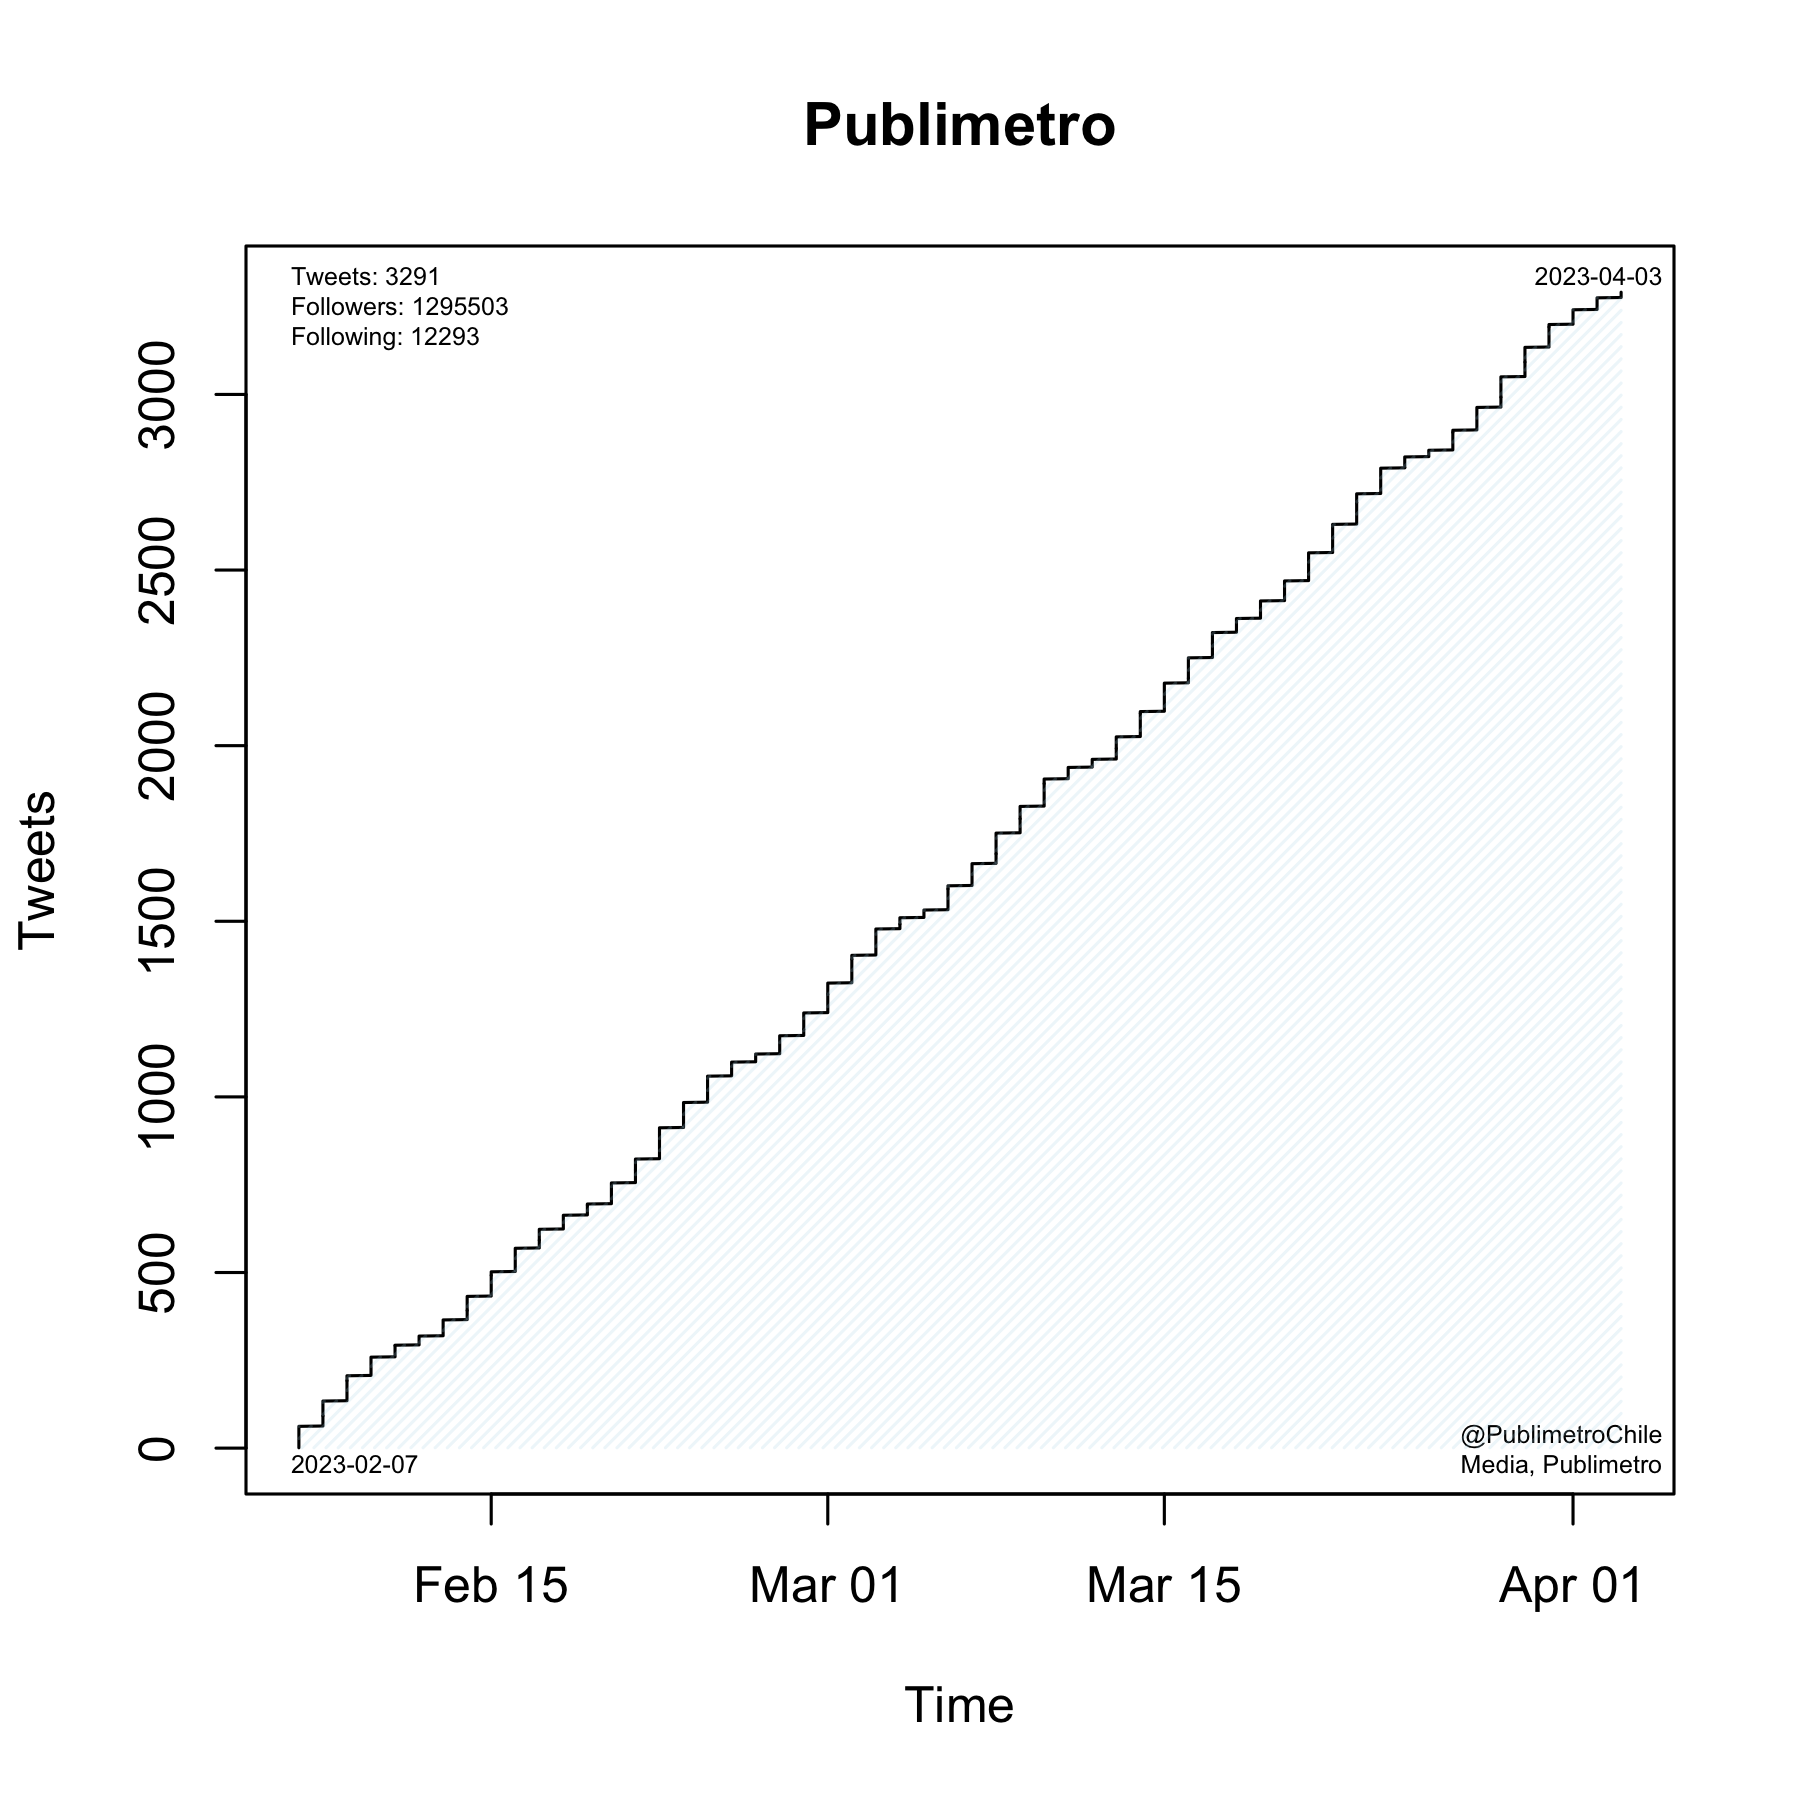 Publimetro
Tweets: 3291
Followers: 1295503
Following: 12293
2023-04-03
3000
2500
2000
1500
1000
500
0
Tweets
@PublimetroChile
Media, Publimetro
2023-02-07
Feb 15
Mar 01
Mar 15
Apr 01
Time